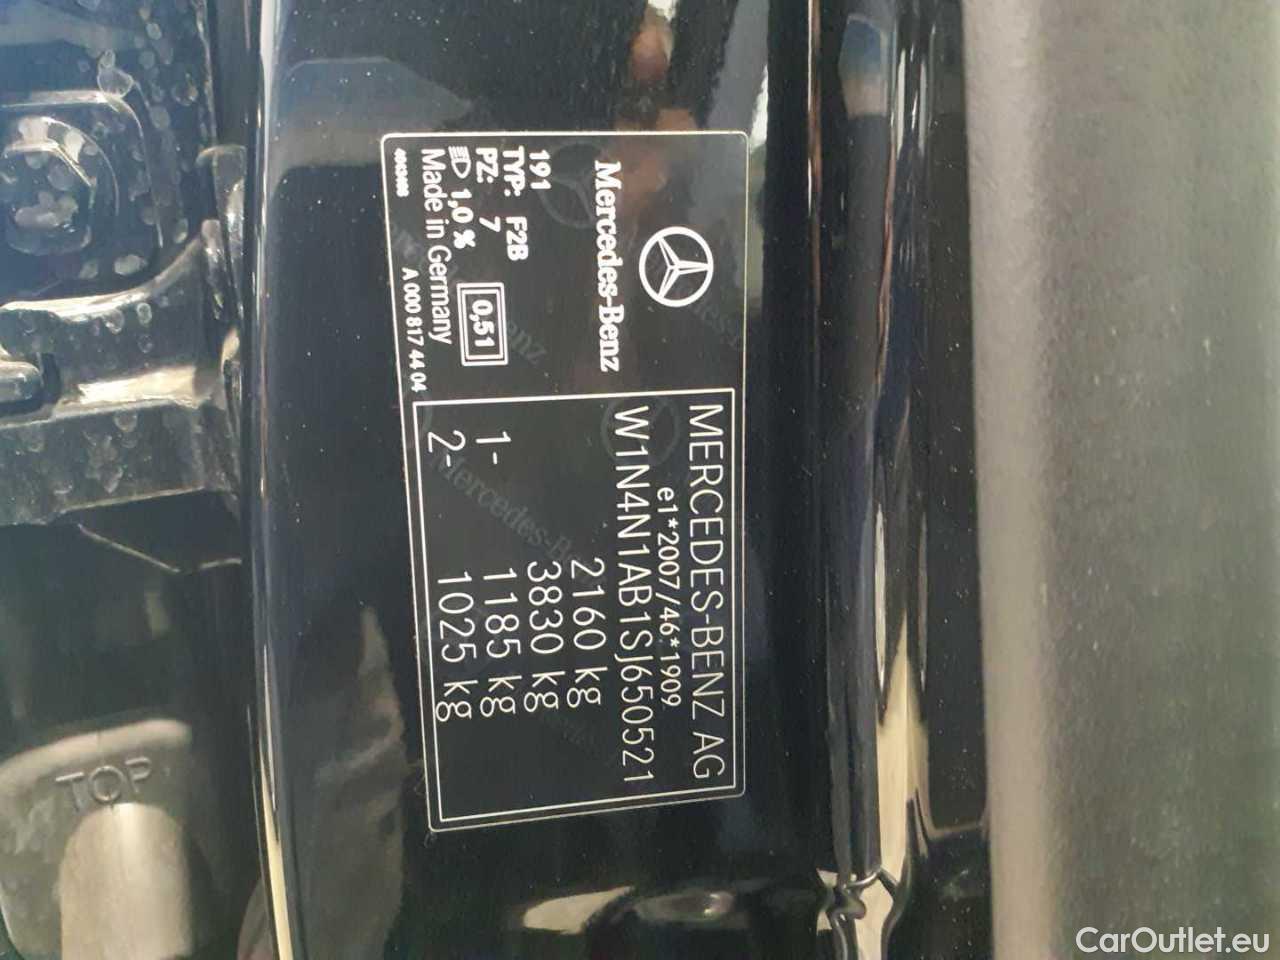 Mercedes-Benz
191
TYP: F2B
PZ: 7
1,0 %
0,51
Made in Germany
A 000 817 44 04
MERCEDES-BENZ AG
e1*2007/46*1909
W1N4N1AB1SJ650521
2160 kg
3830 kg
1- 1185 kg
2- 1025 kg
Mercedes-Benz
TOP
CarOutlet.eu